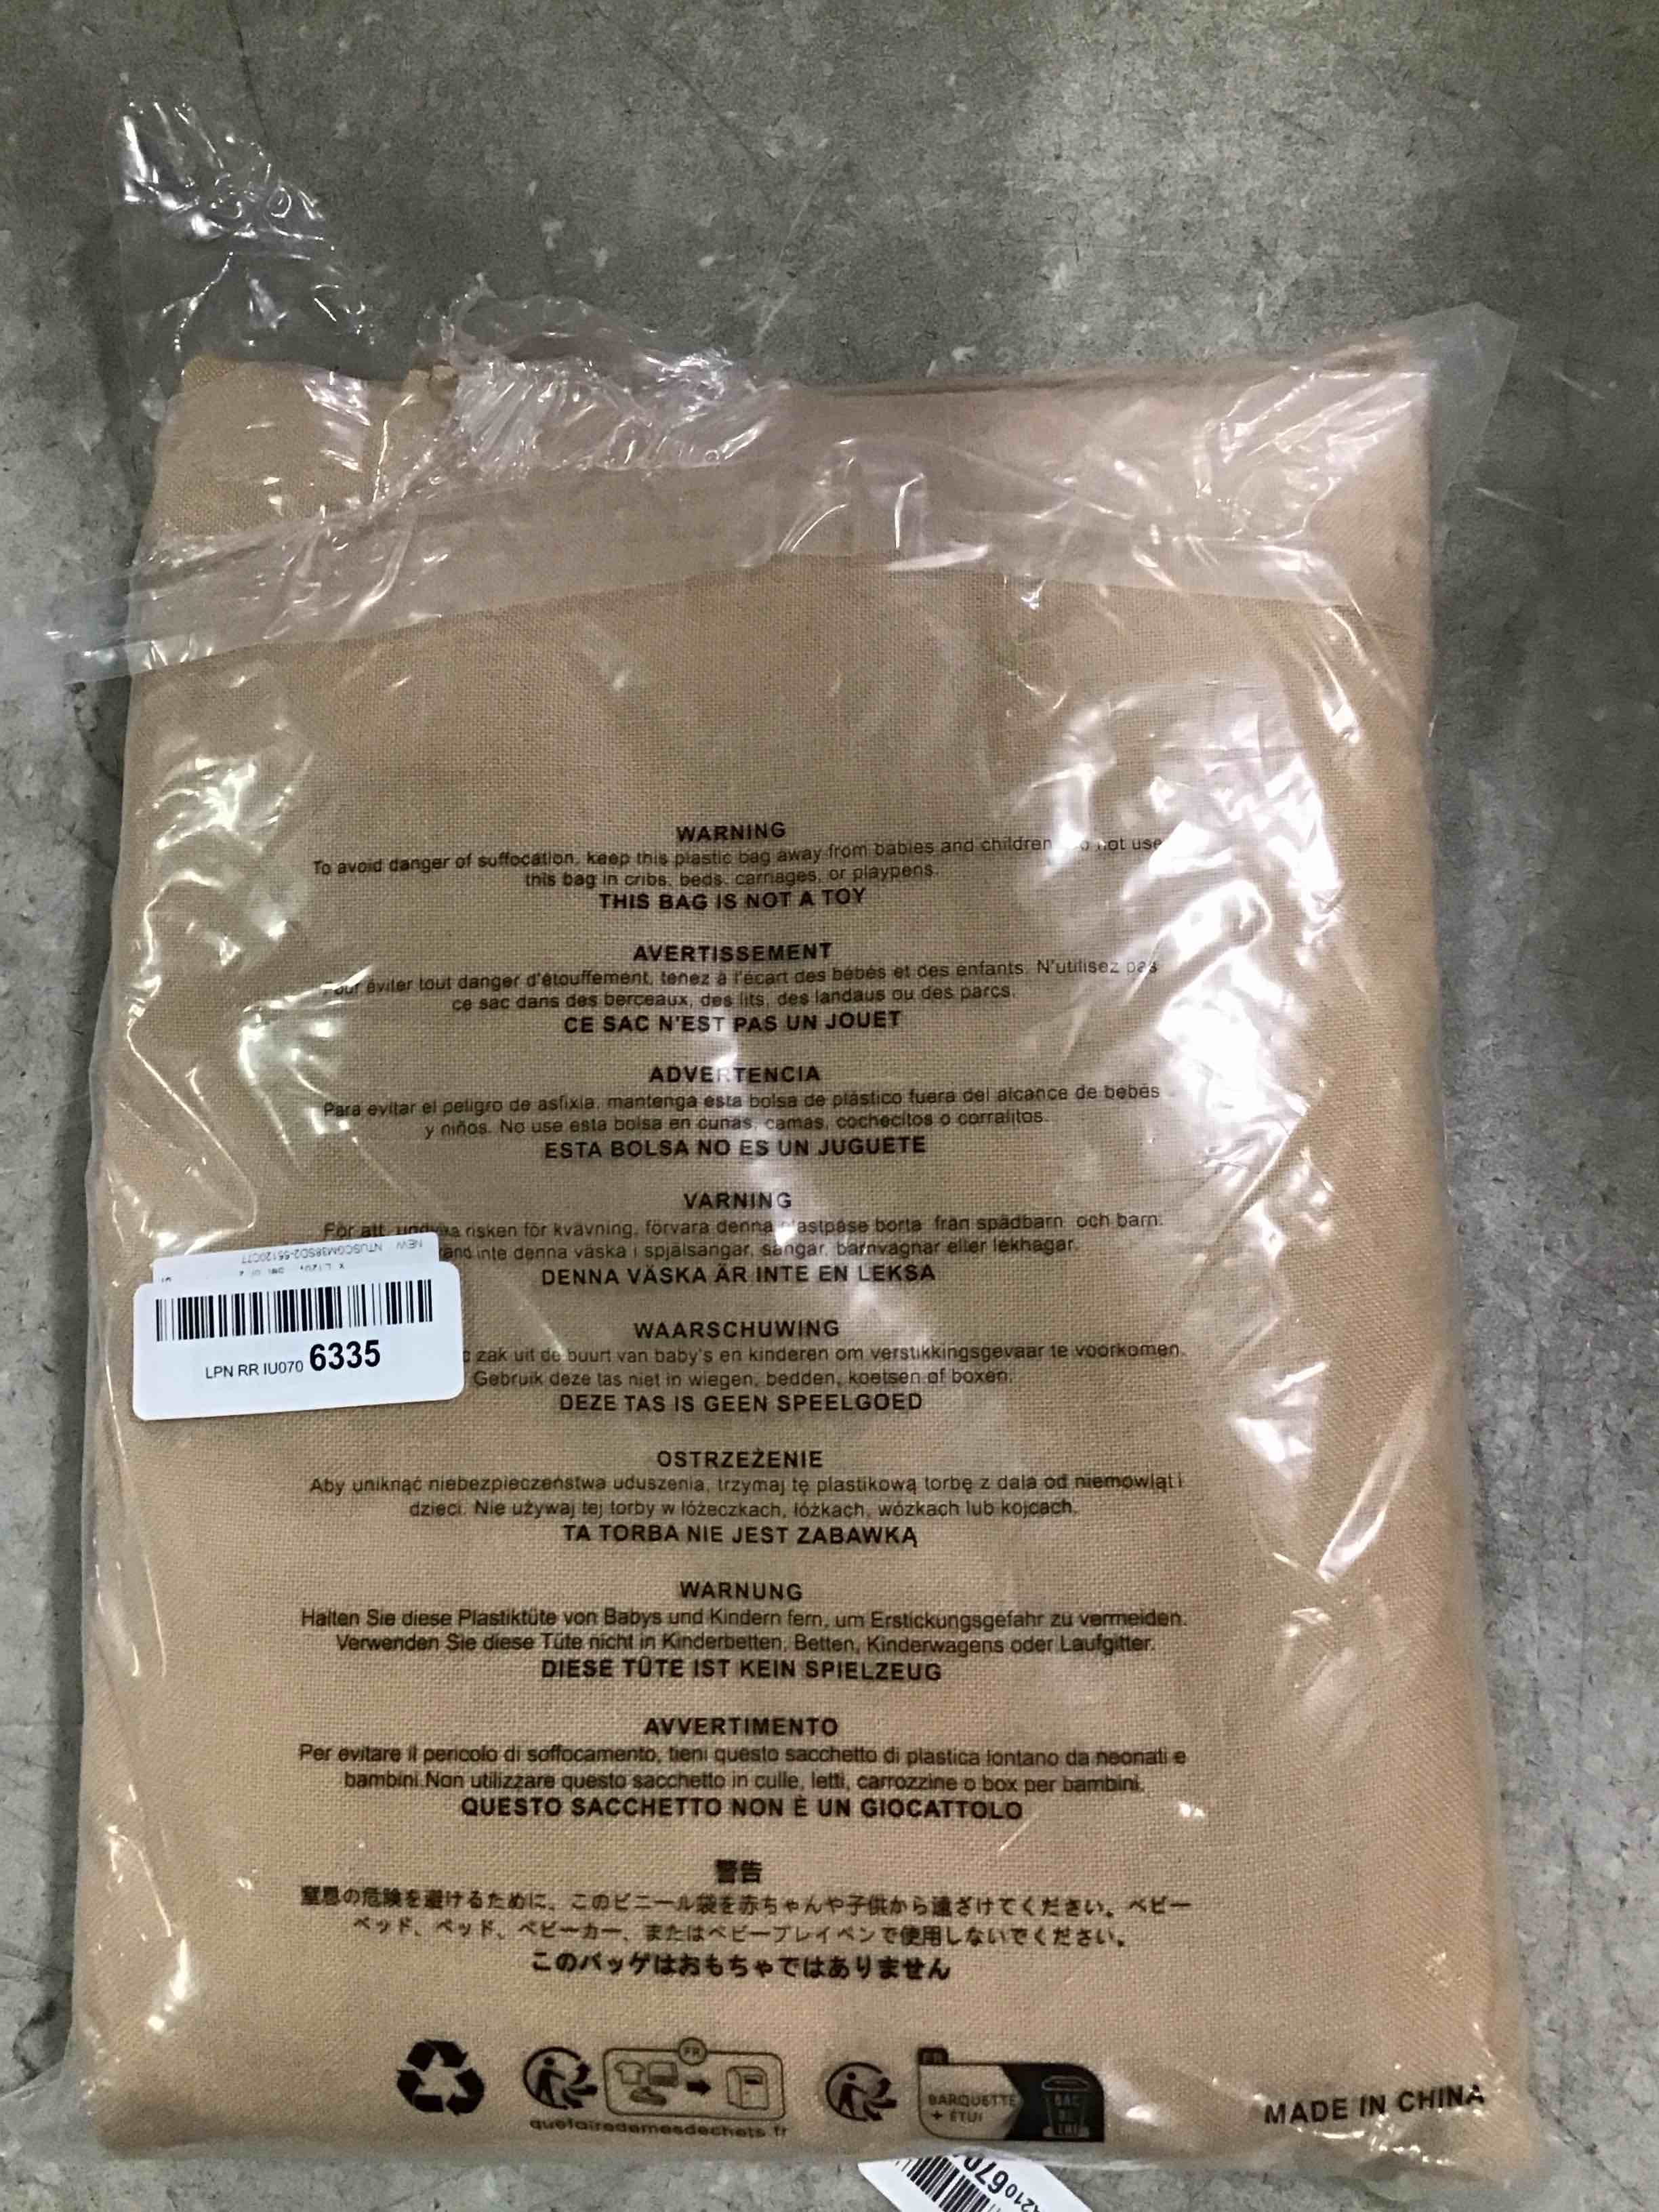 WARNING
To avoid danger of suffocation, keep this plastic bag away from babies and children not use
this bag in cribs, beds, carriages, or playpens.
THIS BAG IS NOT A TOY
AVERTISSEMENT
Pour éviter tout danger d'étouffement, tenez à l'écart des bébés et des enfants. N'utilisez pas
ce sac dans des berceaux, des lits, des landaus ou des parcs.
CE SAC N'EST PAS UN JOUET
ADVERTENCIA
Para evitar el peligro de asfixia, mantenga esta bolsa de plástico fuera del alcance de bebés
y niños. No use esta bolsa en cunas, camas, cochecitos o corralitos.
ESTA BOLSA NO ES UN JUGUETE
VARNING
För att undvika risken för kvävning, förvara denna plastpåse borta från spädbarn och barn.
inte denna väska i spjälsängar, sängar, barnvagnar eller lekhagar.
DENNA VÄSKA ÄR INTE EN LEKSA
NEW NTUSCGM38SD2-55120C77
LPN RR IU070 6335
WAARSCHUWING
zak uit de buurt van baby's en kinderen om verstikkingsgevaar te voorkomen.
Gebruik deze tas niet in wiegen, bedden, koetsen of boxen.
DEZE TAS IS GEEN SPEELGOED
OSTRZEŻENIE
Aby uniknąć niebezpieczeństwa uduszenia, trzymaj tę plastikową torbę z dala od niemowląt i
dzieci. Nie używaj tej torby w łóżeczkach, łóżkach, wózkach lub kojcach.
TA TORBA NIE JEST ZABAWKĄ
WARNUNG
Halten Sie diese Plastiktüte von Babys und Kindern fern, um Erstickungsgefahr zu vermeiden.
Verwenden Sie diese Tüte nicht in Kinderbetten, Betten, Kinderwagens oder Laufgitter.
DIESE TÜTE IST KEIN SPIELZEUG
AVVERTIMENTO
Per evitare il pericolo di soffocamento, tieni questo sacchetto di plastica lontano da neonati e
bambini.Non utilizzare questo sacchetto in culle, letti, carrozzine o box per bambini.
QUESTO SACCHETTO NON È UN GIOCATTOLO
警告
窒息の危険を避けるために、このビニール袋を赤ちゃんや子供から遠ざけてください。ベビー
ベッド、ベッド、ベビーカー、またはベビープレイペンで使用しないでください。
このバッゲはおもちゃではありません
FR
quefairedemesdechets.fr
FR
BARQUETTE
+ ÉTUI
BAC
DE
TRI
MADE IN CHINA